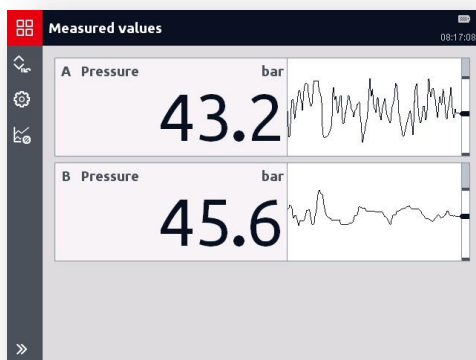 Measured values
08:17:08
A Pressure bar
43.2
B Pressure bar
45.6